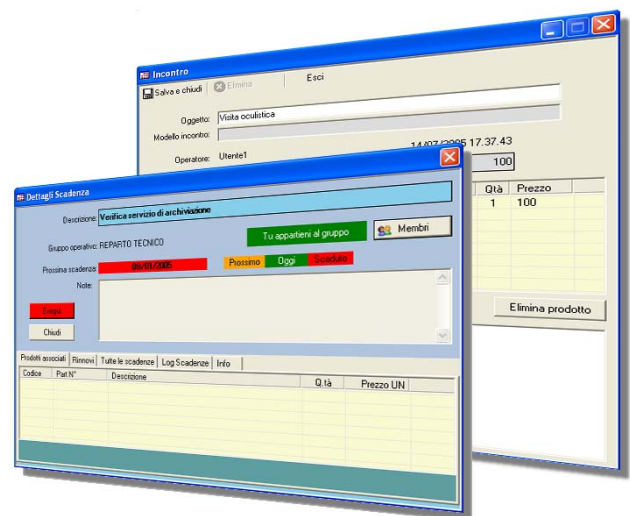 Incontro
Salva e chiudi Elimina Esci
Oggetto: Visita oculistica
Modello incontro:
Operatore: Utente1 14/07/2005 17.37.43
100
Qtà Prezzo
1 100
Elimina prodotto
Dettagli Scadenza
Descrizione: Verifica servizio di archiviazione
Gruppo operativo: REPARTO TECNICO Tu appartieni al gruppo Membri
Prossima scadenza: Prossimo Oggi Scaduto
Note:
Esegui
Chiudi
Prodotti associati Rinnovi Tutte le scadenze Log Scadenze Info
Codice Part N° Descrizione Q.tà Prezzo UN